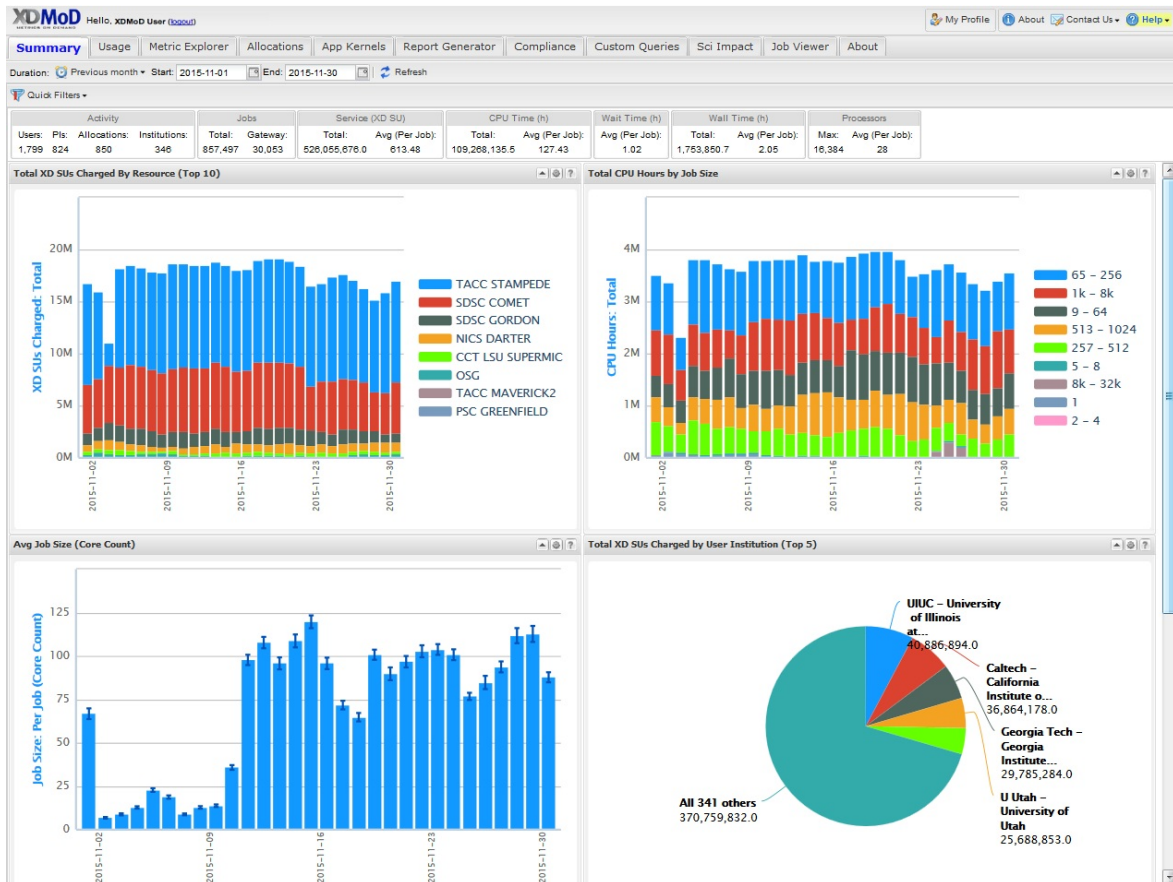 XDMoD Hello, XDMoD User (logout)
METRICS ON DEMAND
My Profile About Contact Us Help
Summary Usage Metric Explorer Allocations App Kernels Report Generator Compliance Custom Queries Sci Impact Job Viewer About
Duration: Previous month Start: 2015-11-01 End: 2015-11-30 Refresh
Quick Filters
Activity Jobs Service (XD SU) CPU Time (h) Wait Time (h) Wall Time (h) Processors
Users: PIs: Allocations: Institutions: Total: Gateway: Total: Avg (Per Job): Total: Avg (Per Job): Avg (Per Job): Total: Avg (Per Job): Max: Avg (Per Job):
1,799 824 850 346 857,497 30,053 526,055,676.0 613.48 109,268,135.5 127.43 1.02 1,753,850.7 2.05 16,384 28
Total XD SUs Charged By Resource (Top 10)
XD SUs Charged: Total
20M
15M
10M
5M
0M
2015-11-02
2015-11-09
2015-11-16
2015-11-23
2015-11-30
TACC STAMPEDE
SDSC COMET
SDSC GORDON
NICS DARTER
CCT LSU SUPERMIC
OSG
TACC MAVERICK2
PSC GREENFIELD
Total CPU Hours by Job Size
CPU Hours: Total
4M
3M
2M
1M
0M
2015-11-02
2015-11-09
2015-11-16
2015-11-23
2015-11-30
65 – 256
1k – 8k
9 – 64
513 – 1024
257 – 512
5 – 8
8k – 32k
1
2 – 4
Avg Job Size (Core Count)
Job Size: Per Job (Core Count)
125
100
75
50
25
0
2015-11-02
2015-11-09
2015-11-16
2015-11-23
2015-11-30
Total XD SUs Charged by User Institution (Top 5)
UIUC – University
of Illinois
at...
40,886,894.0
Caltech –
California
Institute o...
36,864,178.0
Georgia Tech –
Georgia
Institute...
29,785,284.0
U Utah –
University of
Utah
25,688,853.0
All 341 others
370,759,832.0